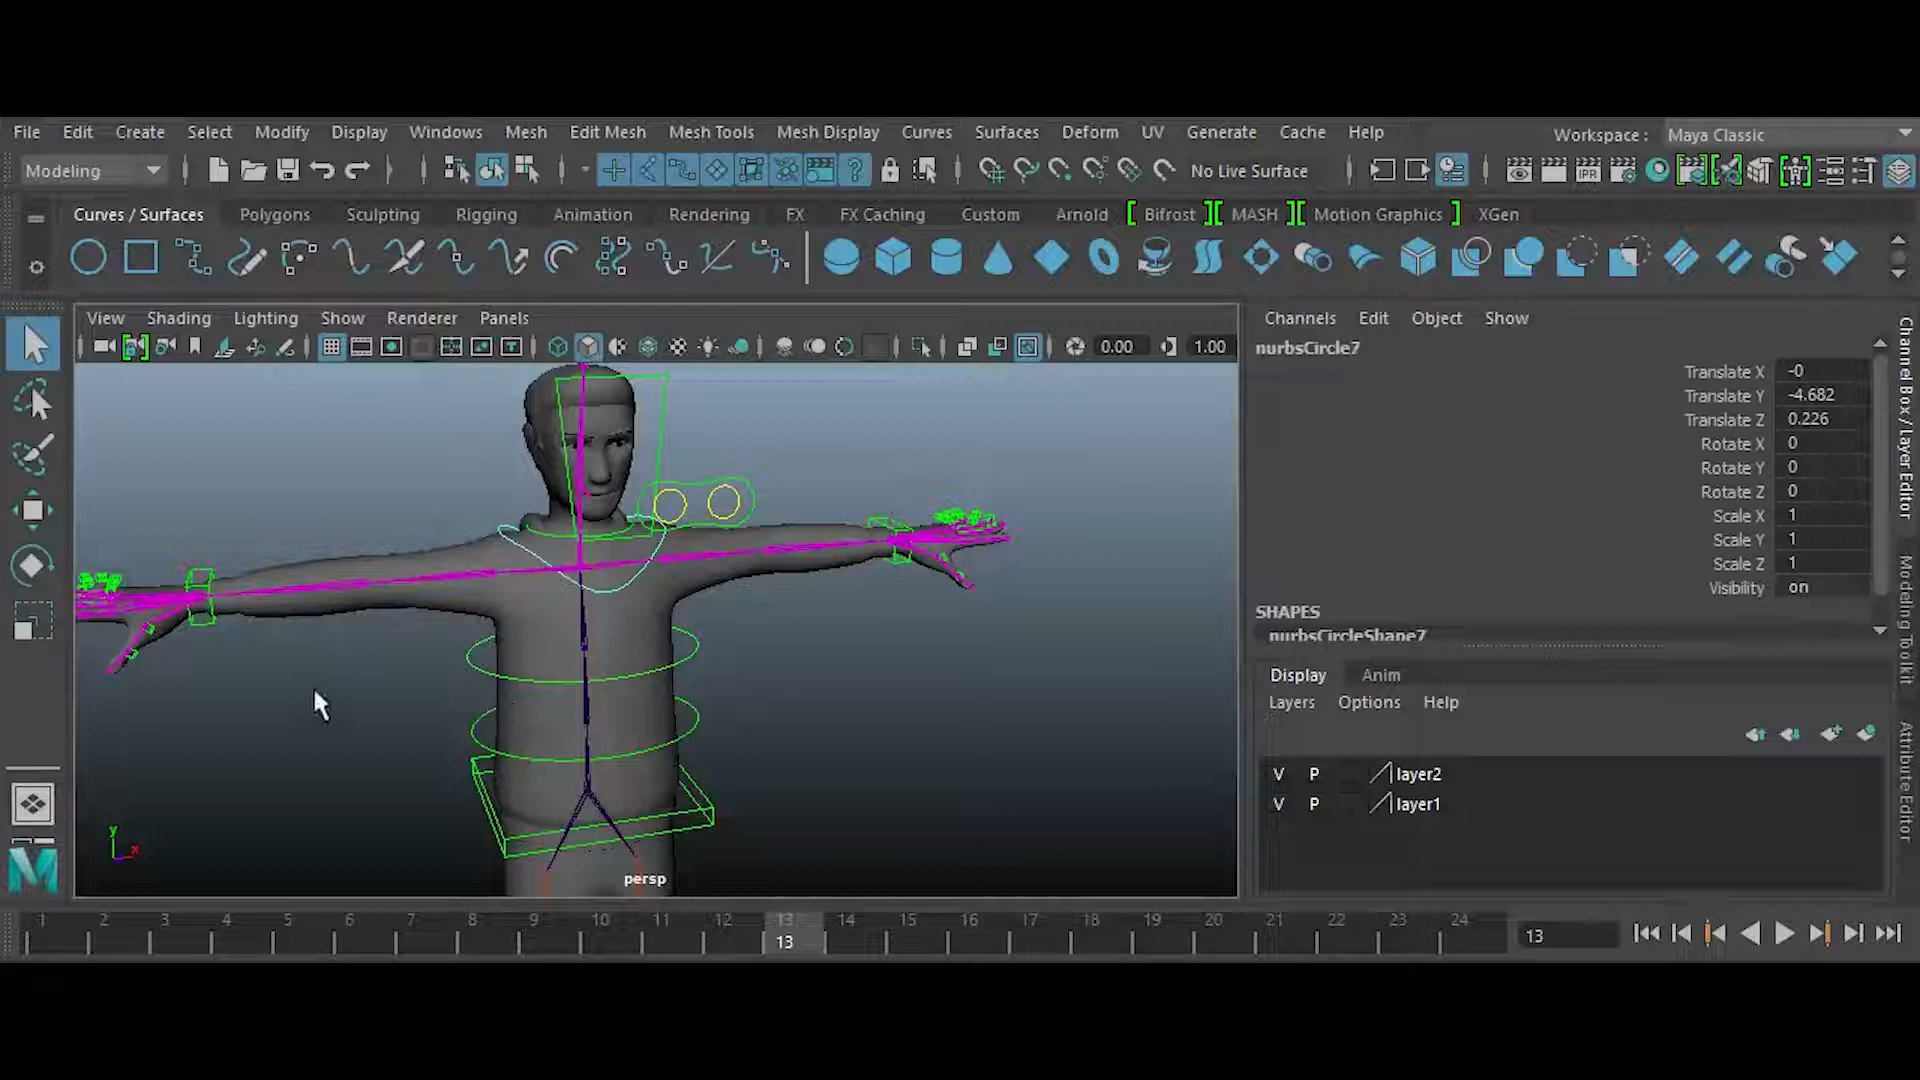 File Edit Create Select Modify Display Windows Mesh Edit Mesh Mesh Tools Mesh Display Curves Surfaces Deform UV Generate Cache Help Workspace : Maya Classic
Modeling No Live Surface IPR
Curves / Surfaces Polygons Sculpting Rigging Animation Rendering FX FX Caching Custom Arnold Bifrost MASH Motion Graphics XGen
View Shading Lighting Show Renderer Panels
0.00 1.00
Channels Edit Object Show
nurbsCircle7
Translate X -0
Translate Y -4.682
Translate Z 0.226
Rotate X 0
Rotate Y 0
Rotate Z 0
Scale X 1
Scale Y 1
Scale Z 1
Visibility on
SHAPES
nurbsCircleShape7
Display Anim
Layers Options Help
V P layer2
V P layer1
Channel Box / Layer Editor
Modeling Toolkit
Attribute Editor
y
x
persp
1 2 3 4 5 6 7 8 9 10 11 12 13 14 15 16 17 18 19 20 21 22 23 24
13 13